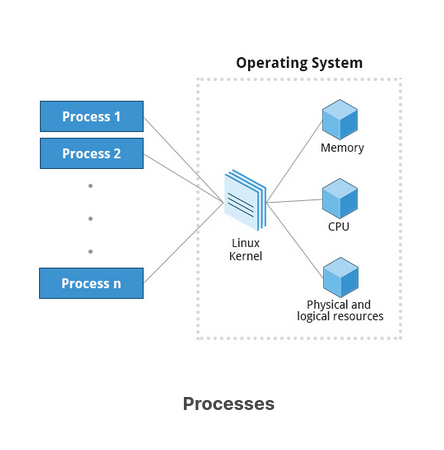 Operating System
Process 1
Process 2
Memory
CPU
Linux
Kernel
Process n
Physical and
logical resources
Processes